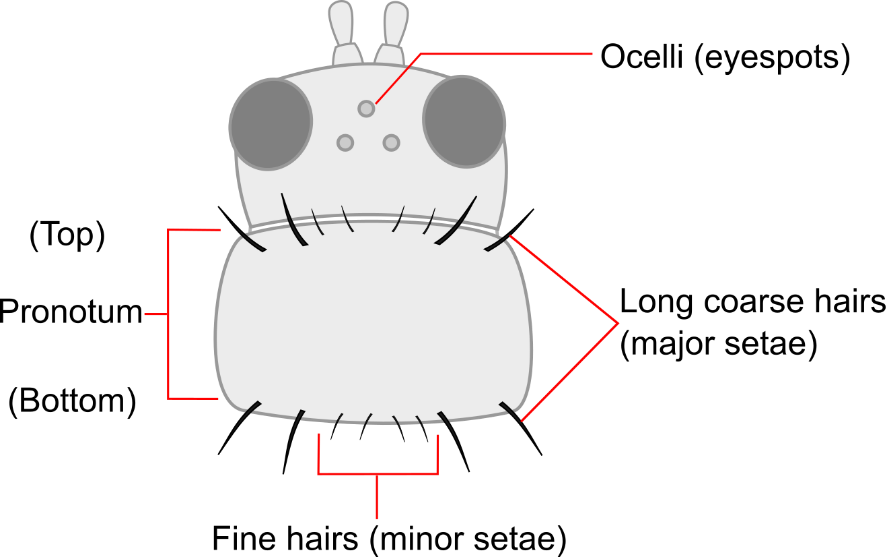 Ocelli (eyespots)
(Top)
Pronotum
(Bottom)
Long coarse hairs
(major setae)
Fine hairs (minor setae)